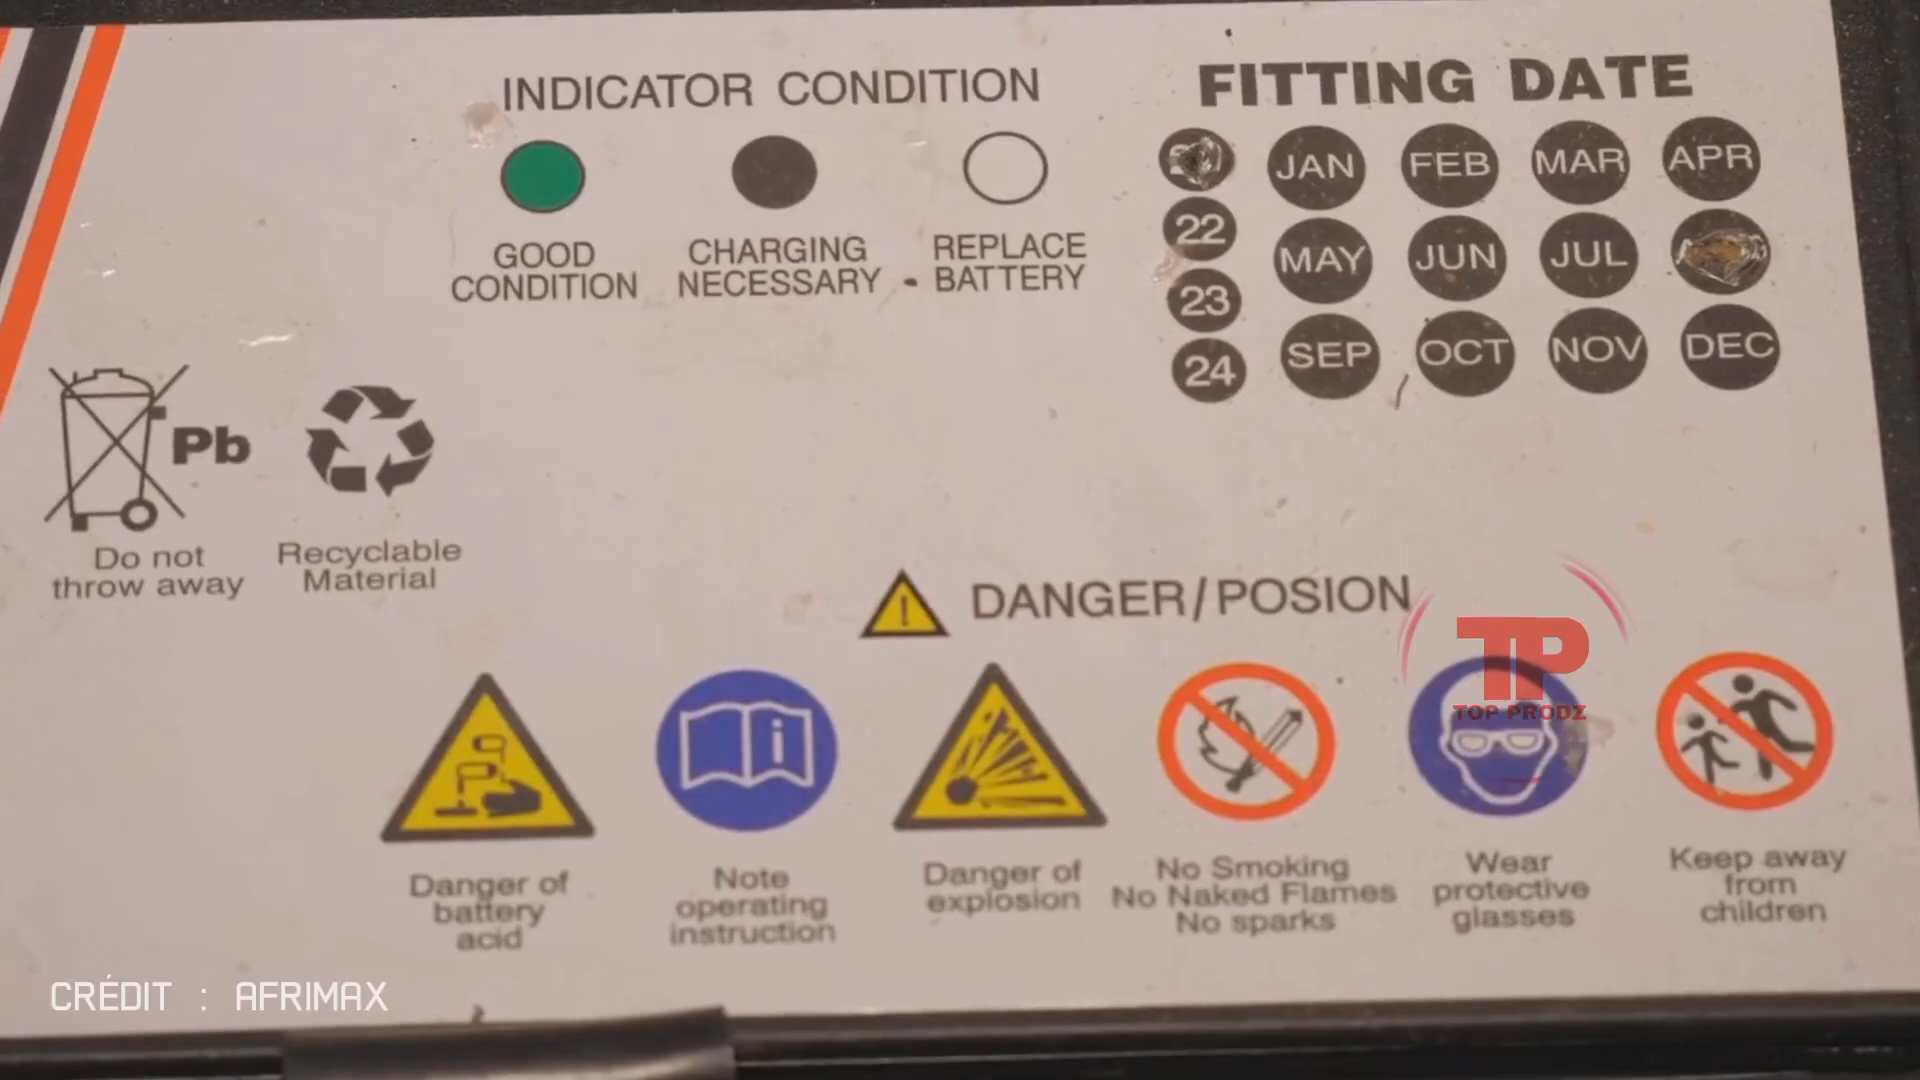 INDICATOR CONDITION
GOOD
CONDITION
CHARGING
NECESSARY
REPLACE
BATTERY
FITTING DATE
JAN FEB MAR APR
22
MAY JUN JUL
23
24
SEP OCT NOV DEC
Pb
Do not
throw away
Recyclable
Material
DANGER/POSION
TP
TOP PRODZ
Danger of
battery
acid
Note
operating
instruction
Danger of
explosion
No Smoking
No Naked Flames
No sparks
Wear
protective
glasses
Keep away
from
children
CRÉDIT : AFRIMAX